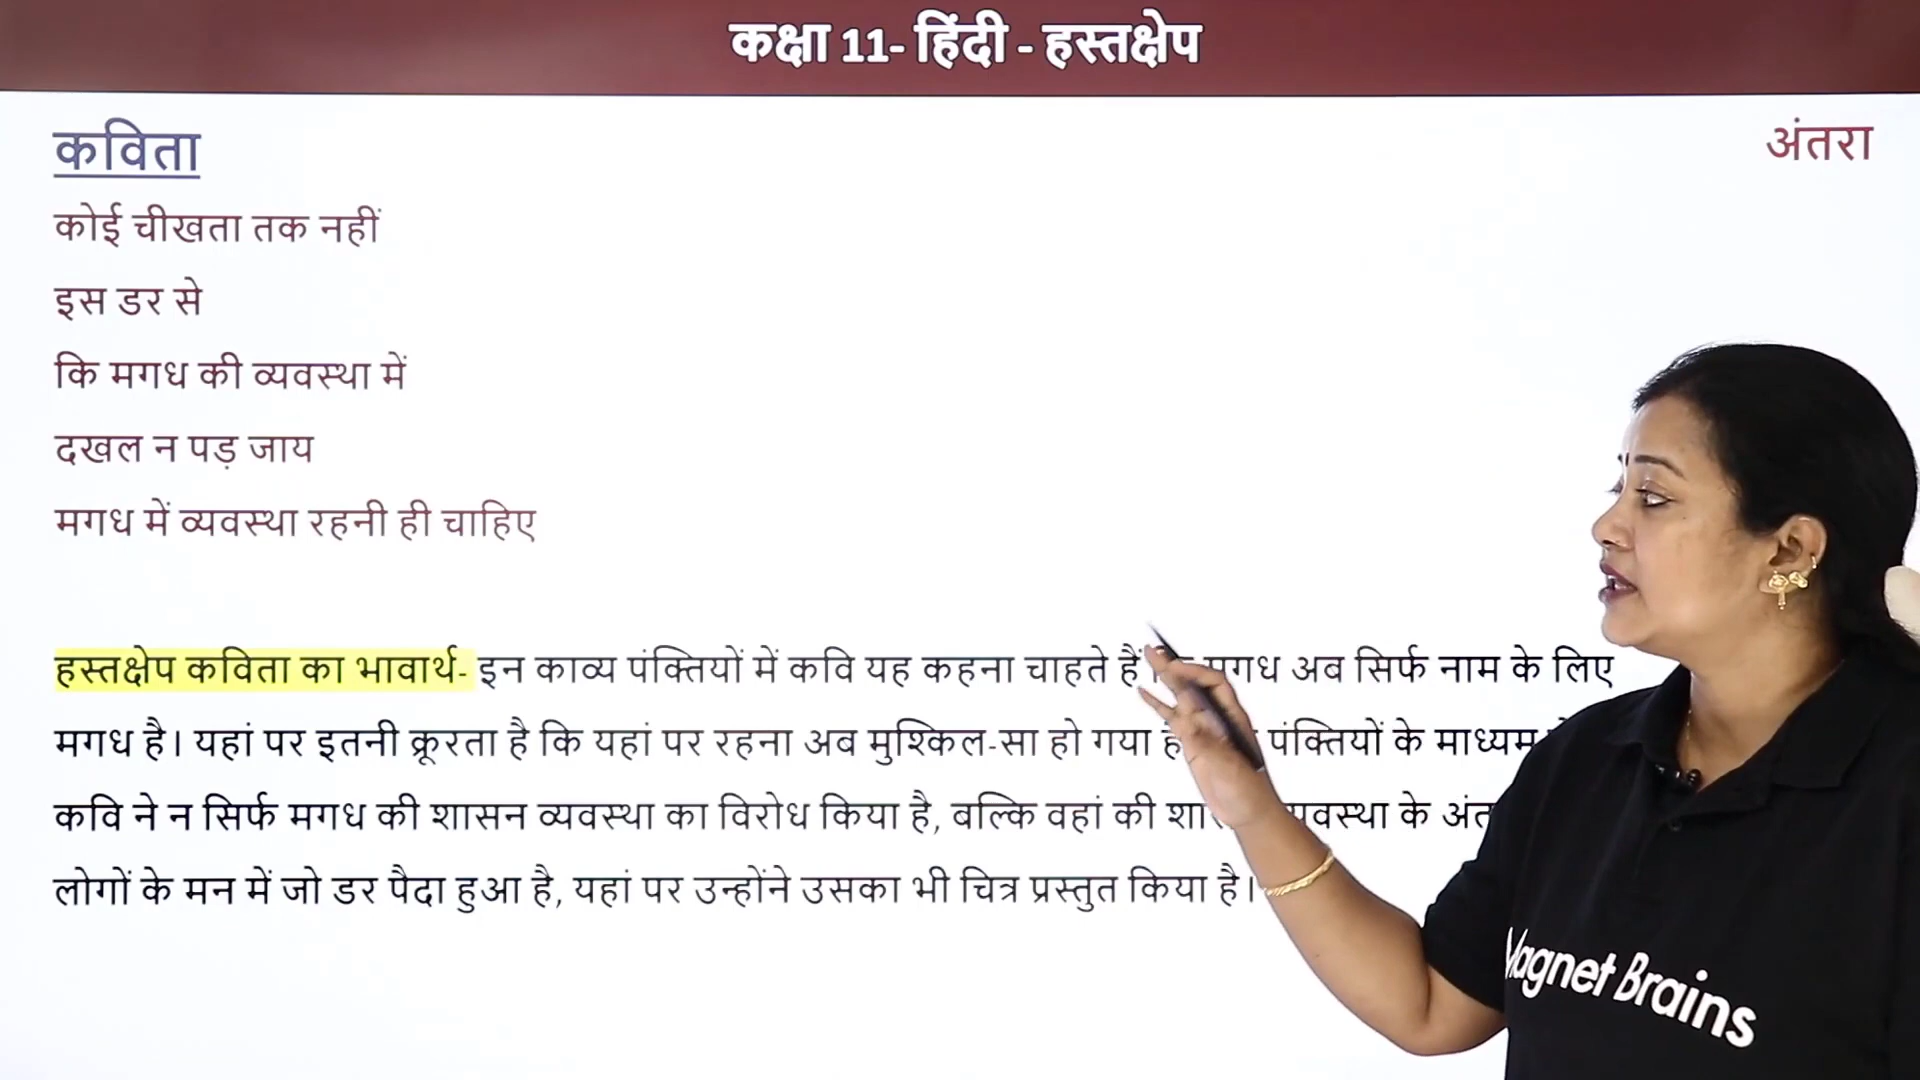 कक्षा 11- हिंदी - हस्तक्षेप
कविता
अंतरा
कोई चीखता तक नहीं
इस डर से
कि मगध की व्यवस्था में
दखल न पड़ जाय
मगध में व्यवस्था रहनी ही चाहिए
हस्तक्षेप कविता का भावार्थ- इन काव्य पंक्तियों में कवि यह कहना चाहते हैं मगध अब सिर्फ नाम के लिए
मगध है। यहां पर इतनी क्रूरता है कि यहां पर रहना अब मुश्किल-सा हो गया पंक्तियों के माध्यम
कवि ने न सिर्फ मगध की शासन व्यवस्था का विरोध किया है, बल्कि वहां की व्यवस्था के
लोगों के मन में जो डर पैदा हुआ है, यहां पर उन्होंने उसका भी चित्र प्रस्तुत किया है।
Magnet Brains